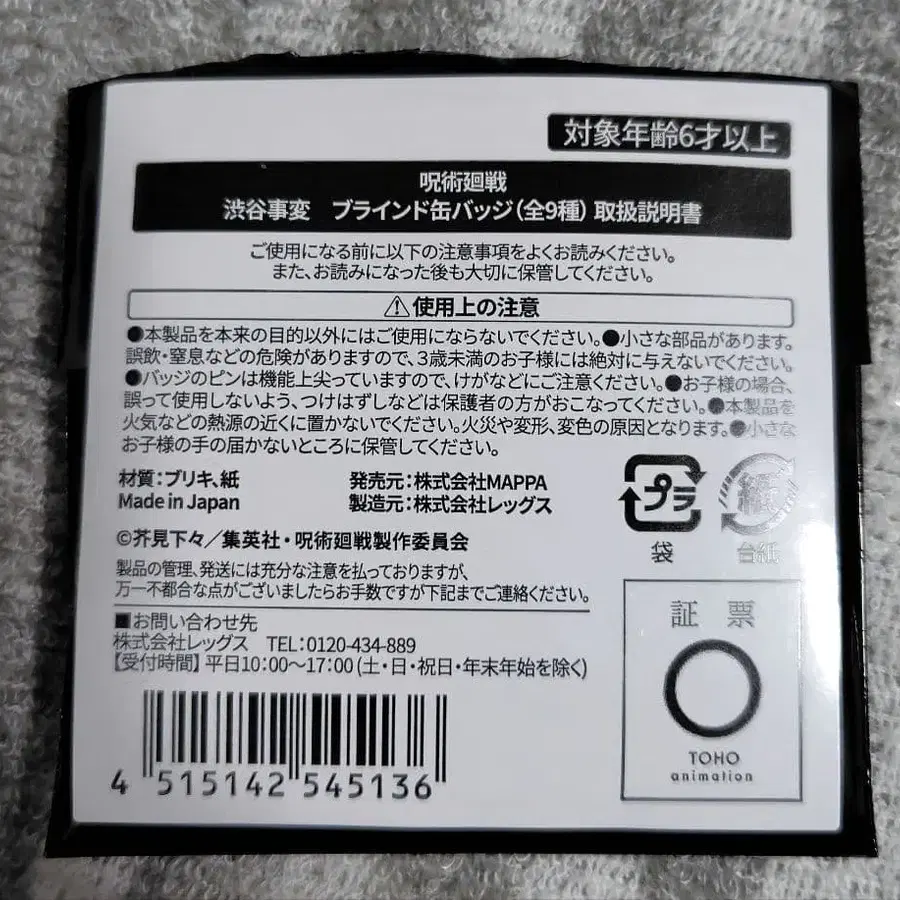 対象年齢6才以上
呪術廻戦
渋谷事変　ブラインド缶バッジ(全9種)取扱説明書
ご使用になる前に以下の注意事項をよくお読みください。
また、お読みになった後も大切に保管してください。
⚠使用上の注意
●本製品を本来の目的以外にはご使用にならないでください。●小さな部品があります。
誤飲・窒息などの危険がありますので、3歳未満のお子様には絶対に与えないでください。
●バッジのピンは機能上尖っていますので、けがなどにご注意ください。●お子様の場合、
誤って使用しないよう、つけはずしなどは保護者の方がおこなってください。●本製品を
火気などの熱源の近くに置かないでください。火災や変形、変色の原因となります。●小さな
お子様の手の届かないところに保管してください。
材質：ブリキ、紙
Made in Japan
発売元：株式会社MAPPA
製造元：株式会社レッグス
プラ
袋
紙
台紙
©芥見下々／集英社・呪術廻戦製作委員会
製品の管理、発送には充分な注意を払っておりますが、
万一不都合な点がございましたらお手数ですが下記までご連絡ください。
■お問い合わせ先
株式会社レッグス　TEL：0120-434-889
【受付時間】平日10:00〜17:00(土・日・祝日・年末年始を除く)
証票
TOHO
animation
4 515142 545136